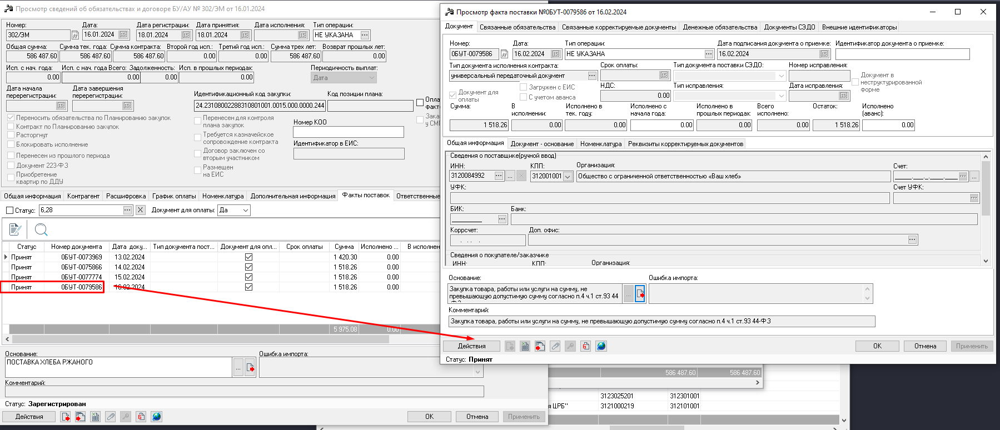 Просмотр сведений об обязательствах и договоре БУ/АУ № 302/ЭМ от 16.01.2024
Номер: Дата: Дата регистрации: Дата принятия: Дата исполнения: Тип операции:
302/ЭМ 16.01.2024 18.01.2024 18.01.2024 НЕ УКАЗАНА
Общая сумма: Сумма тек. года: Сумма контракта: Второй год исп.: Третий год исп.: Сумма трех лет: Возврат прошлых лет:
586 487.60 586 487.60 586 487.60 0.00 0.00 586 487.60 0.00
Исп. с нач. года: Исп. с нач. года Всего: Задолженность: Исп. в прошлых периодах: Периодичность выплат:
0.00 0.00 0.00 0.00 Дата
Дата начала перерегистрации: Дата завершения перерегистрации:
Идентификационный код закупки: Код позиции плана:
24.23108002288310801001.0015.000.0000.244
Опла
факто
Зака
у СМП
Переносить обязательства по Планированию закупок
Контракт по Планированию закупок
Расторгнут
Блокировать исполнение
Перенесен из прошлого периода
Документ 223-ФЗ
Приобретение
квартир по ДДУ
Перенесен для контроля
плана закупок
Требуется казначейское
сопровождение контракта
Договор заключен со
вторым участником
Размещен
на ЕИС
Номер КОО
Идентификатор в ЕИС:
Общая информация Контрагент Расшифровка График оплаты Номенклатура Дополнительная информация Факты поставок Ответственные
Статус: 6,28 ... X Документ для оплаты: Да
Статус Номер документа Дата доку... Тип документа пост... Документ для опл... Срок оплаты Сумма Исполнено ... В исполнен
Принят 0БУТ-0073969 13.02.2024 1 420.30 0.00
Принят 0БУТ-0075866 14.02.2024 1 518.26 0.00
Принят 0БУТ-0077774 15.02.2024 1 518.26 0.00
Принят 0БУТ-0079586 16.02.2024 1 518.26 0.00
5 975.08 0.00
Основание: Ошибка импорта:
ПОСТАВКА ХЛЕБА РЖАНОГО
Комментарий:
Статус: Зарегистрирован
Действия OK Отмена Применить
Просмотр факта поставки №0БУТ-0079586 от 16.02.2024
Документ Связанные обязательства Связанные корректируемые документы Денежные обязательства Документы СЭДО Внешние идентификаторы
Номер: Дата: Тип операции: Дата подписания документа о приемке: Идентификатор документа о приемке:
0БУТ-0079586 16.02.2024 НЕ УКАЗАНА 16.02.2024
Тип документа исполнения контракта: Срок оплаты: Тип документа поставки СЭДО: Номер исправления:
универсальный передаточный документ
Документ в
неструктурированной
форме
Документ для
оплаты
Загружен с ЕИС
С учетом аванса
НДС: Тип исправления: Дата исправления:
0.00
Сумма: В исполнении: Исполнено в тек. году: Исполнено с начала года: Исполнено в прошлых периодах: Всего исполнено: Остаток: Исполнено (аванс):
1 518.26 0.00 0.00 0.00 0.00 0.00 1 518.26 0.00
Общая информация Документ - основание Номенклатура Реквизиты корректируемых документов
Сведения о поставщике(ручной ввод)
ИНН: КПП: Организация: Счет:
3120084992 312001001 Общество с ограниченной ответственностью «Ваш хлеб»
УФК: Счет УФК:
БИК: Банк:
Коррсчет: Доп. офис:
Сведения о покупателе/заказчике
ИНН: КПП: Организация:
Основание: Ошибка импорта:
Закупка товара, работы или услуги на сумму, не
превышающую допустимую сумму согласно п.4 ч.1 ст.93 44
Комментарий:
Закупка товара, работы или услуги на сумму, не превышающую допустимую сумму согласно п.4 ч.1 ст.93 44-ФЗ
Действия OK Отмена Применить
Статус: Принят
586 487.60 586 487.60
3123025201 312301001
я ЦРБ" 3121000219 312101001